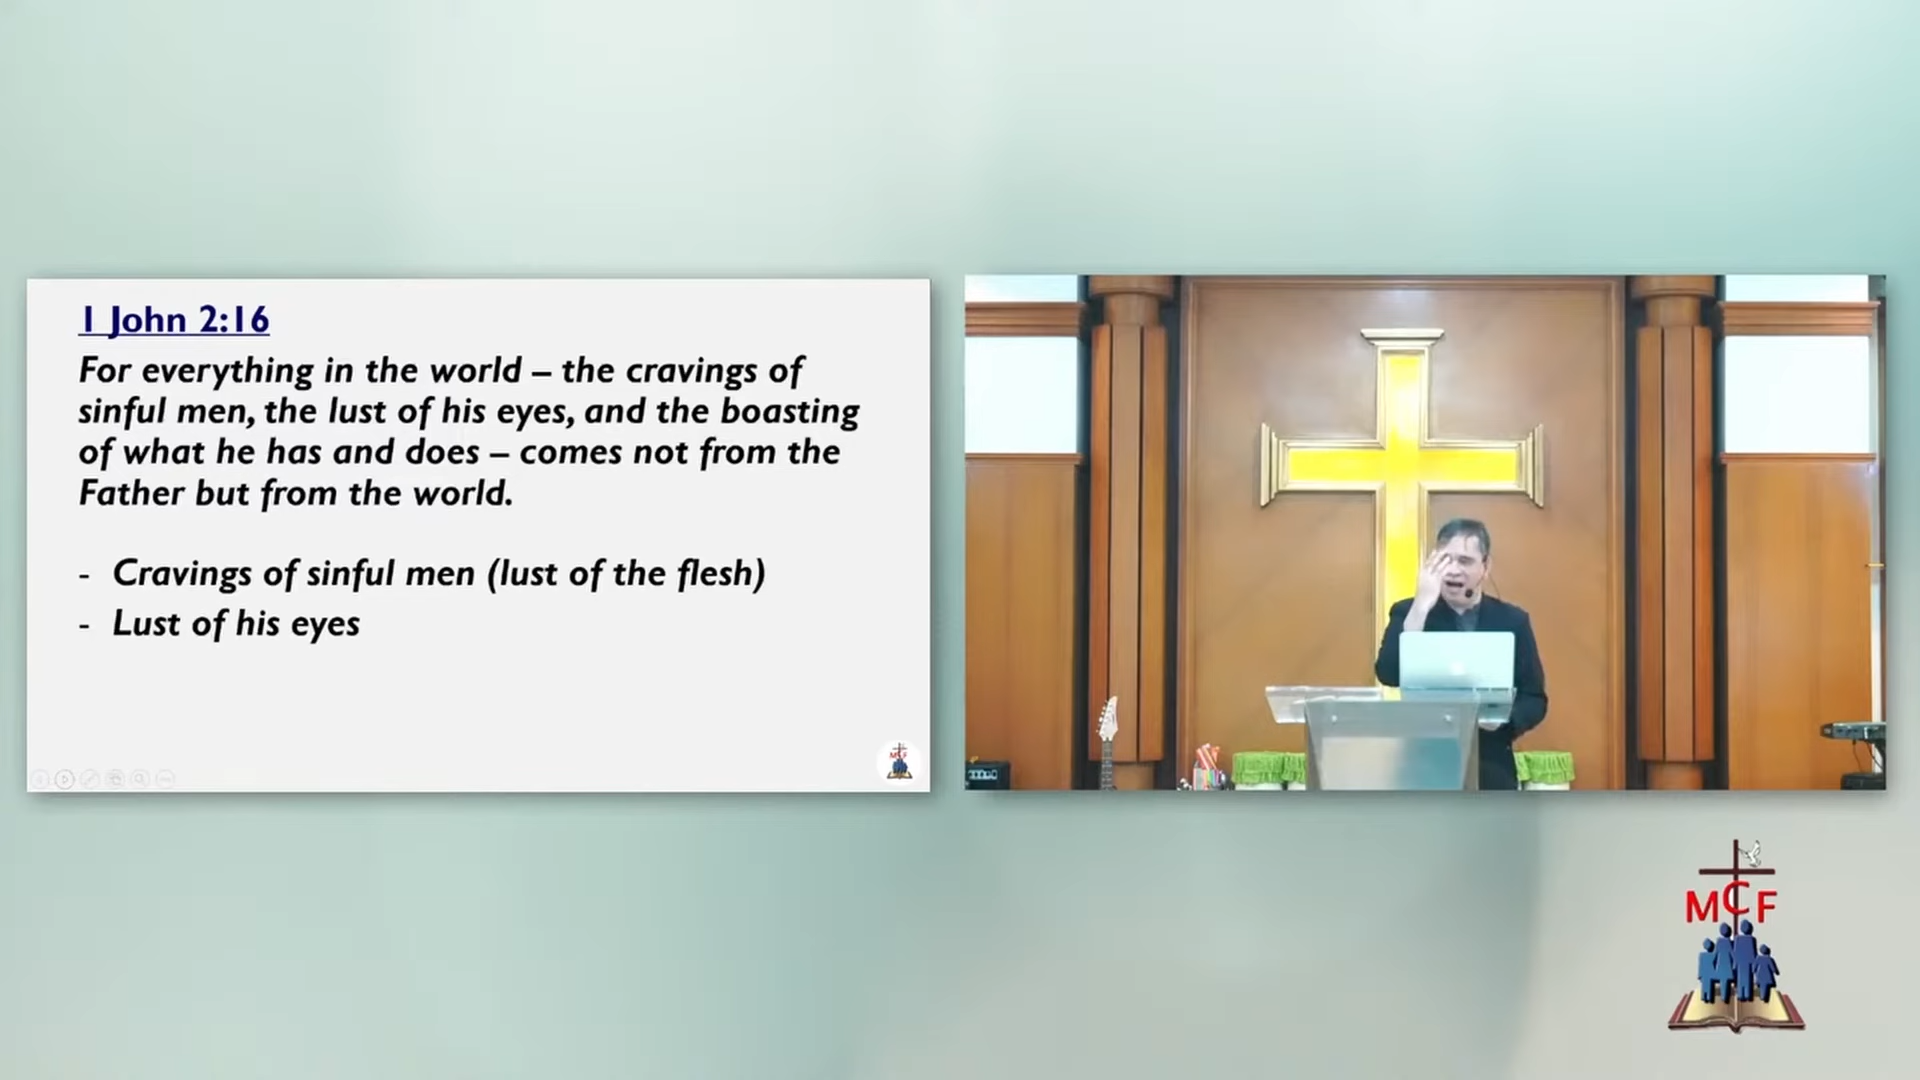 1 John 2:16
For everything in the world – the cravings of
sinful men, the lust of his eyes, and the boasting
of what he has and does – comes not from the
Father but from the world.
- Cravings of sinful men (lust of the flesh)
- Lust of his eyes
MCF
MCF